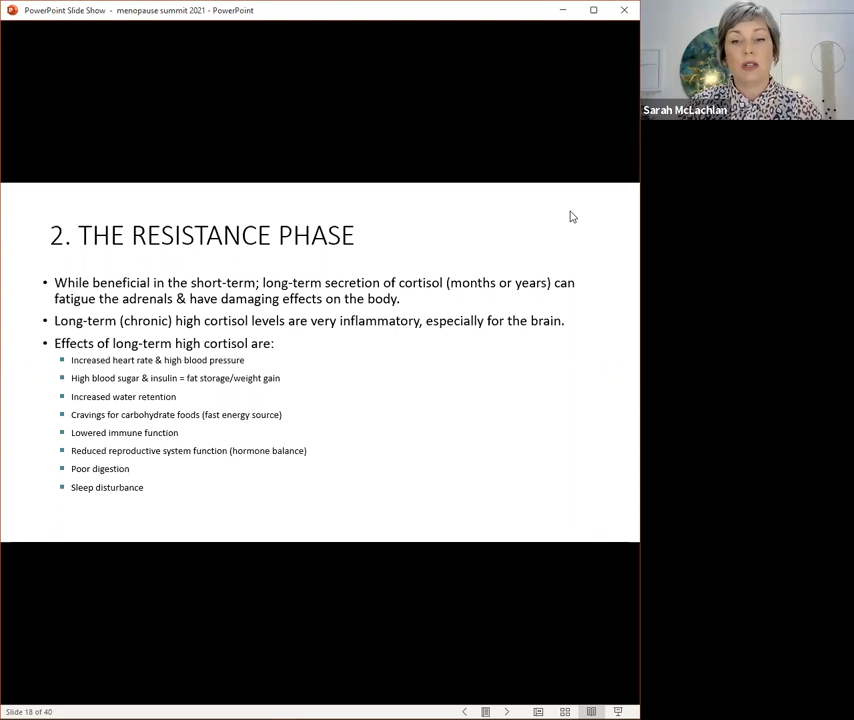 PowerPoint Slide Show - menopause summit 2021 - PowerPoint
Sarah McLachlan
2. THE RESISTANCE PHASE
• While beneficial in the short-term; long-term secretion of cortisol (months or years) can
fatigue the adrenals & have damaging effects on the body.
• Long-term (chronic) high cortisol levels are very inflammatory, especially for the brain.
• Effects of long-term high cortisol are:
▪ Increased heart rate & high blood pressure
▪ High blood sugar & insulin = fat storage/weight gain
▪ Increased water retention
▪ Cravings for carbohydrate foods (fast energy source)
▪ Lowered immune function
▪ Reduced reproductive system function (hormone balance)
▪ Poor digestion
▪ Sleep disturbance
Slide 18 of 40